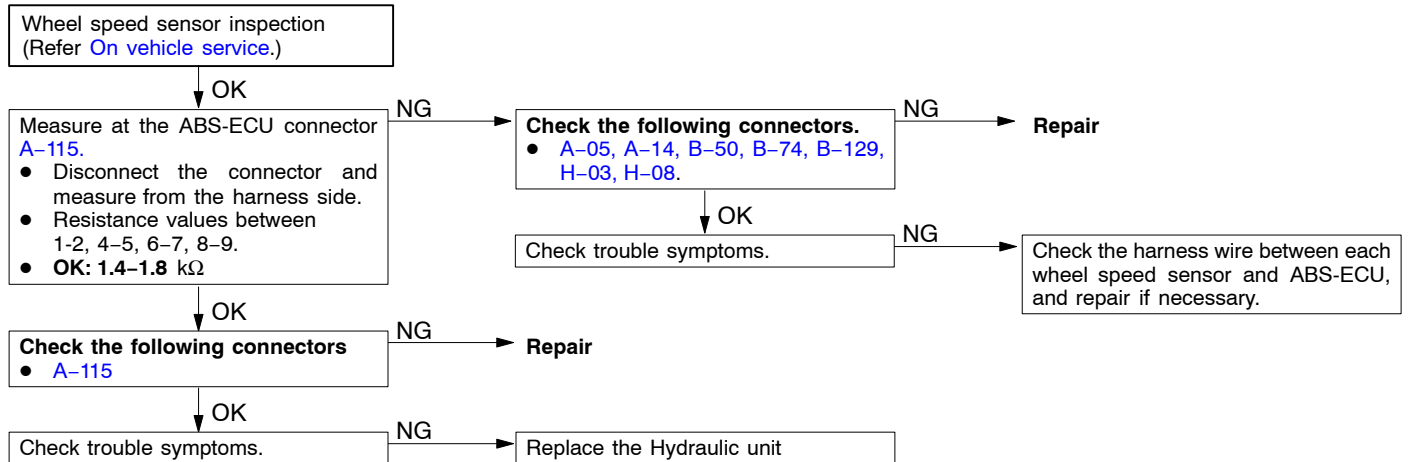 Wheel speed sensor inspection
(Refer On vehicle service.)
OK
Measure at the ABS-ECU connector
A–115.
● Disconnect the connector and
measure from the harness side.
● Resistance values between
1-2, 4–5, 6–7, 8–9.
● OK: 1.4–1.8 kΩ
NG
Check the following connectors.
● A–05, A–14, B–50, B–74, B–129,
H–03, H–08.
NG
Repair
OK
Check trouble symptoms.
NG
Check the harness wire between each
wheel speed sensor and ABS-ECU,
and repair if necessary.
OK
Check the following connectors
● A–115
NG
Repair
OK
Check trouble symptoms.
NG
Replace the Hydraulic unit